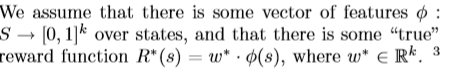 We assume that there is some vector of features ϕ :
S → [0, 1]ᵏ over states, and that there is some “true”
reward function R*(s) = w* · ϕ(s), where w* ∈ ℝᵏ. ³